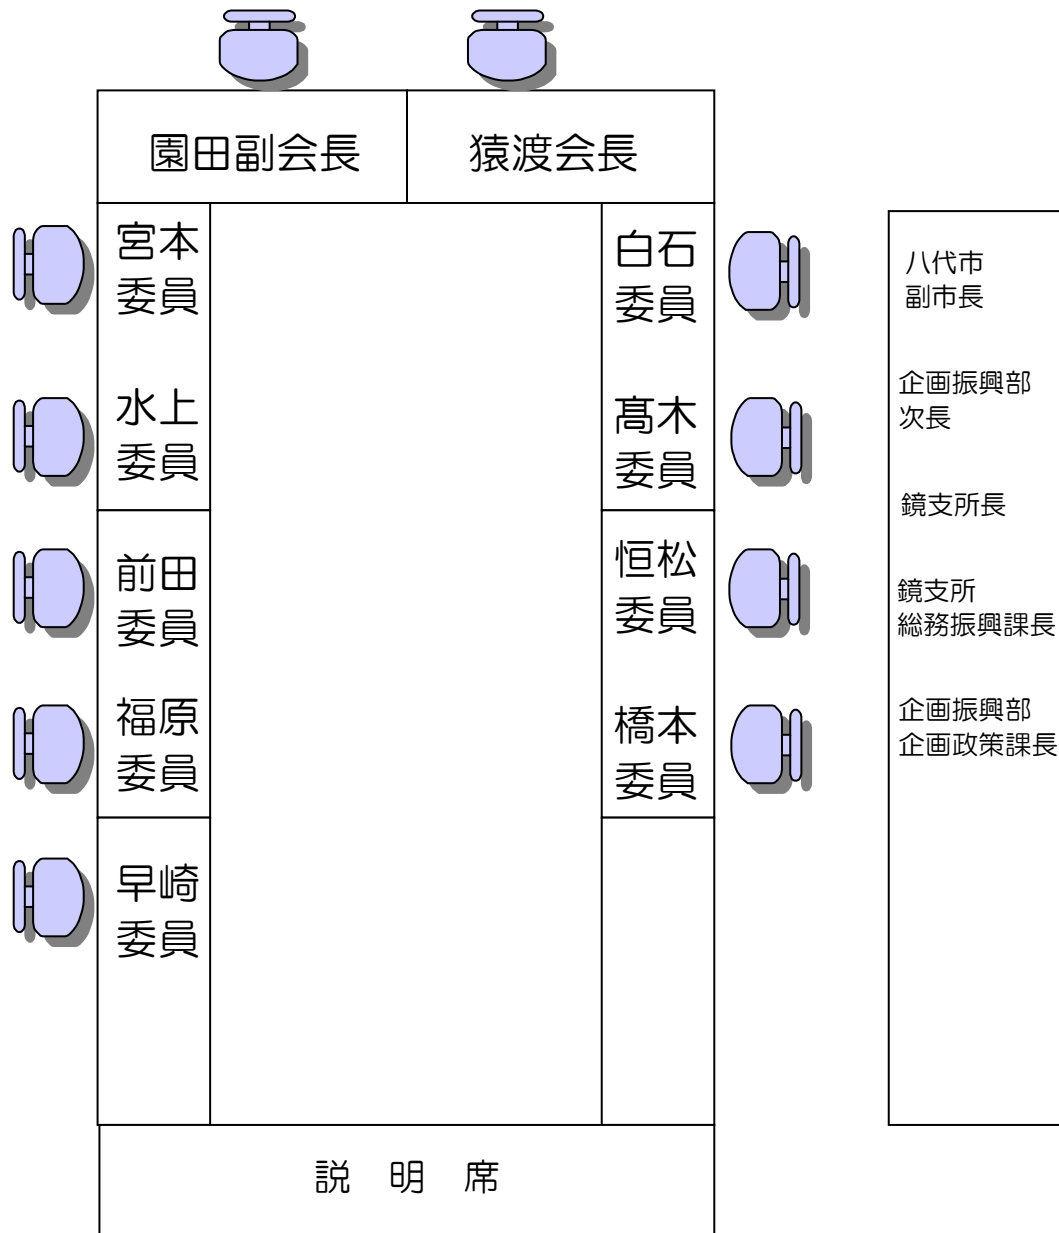 園田副会長
猿渡会長
宮本
委員
水上
委員
前田
委員
福原
委員
早崎
委員
白石
委員
髙木
委員
恒松
委員
橋本
委員
説 明 席
八代市
副市長
企画振興部
次長
鏡支所長
鏡支所
総務振興課長
企画振興部
企画政策課長